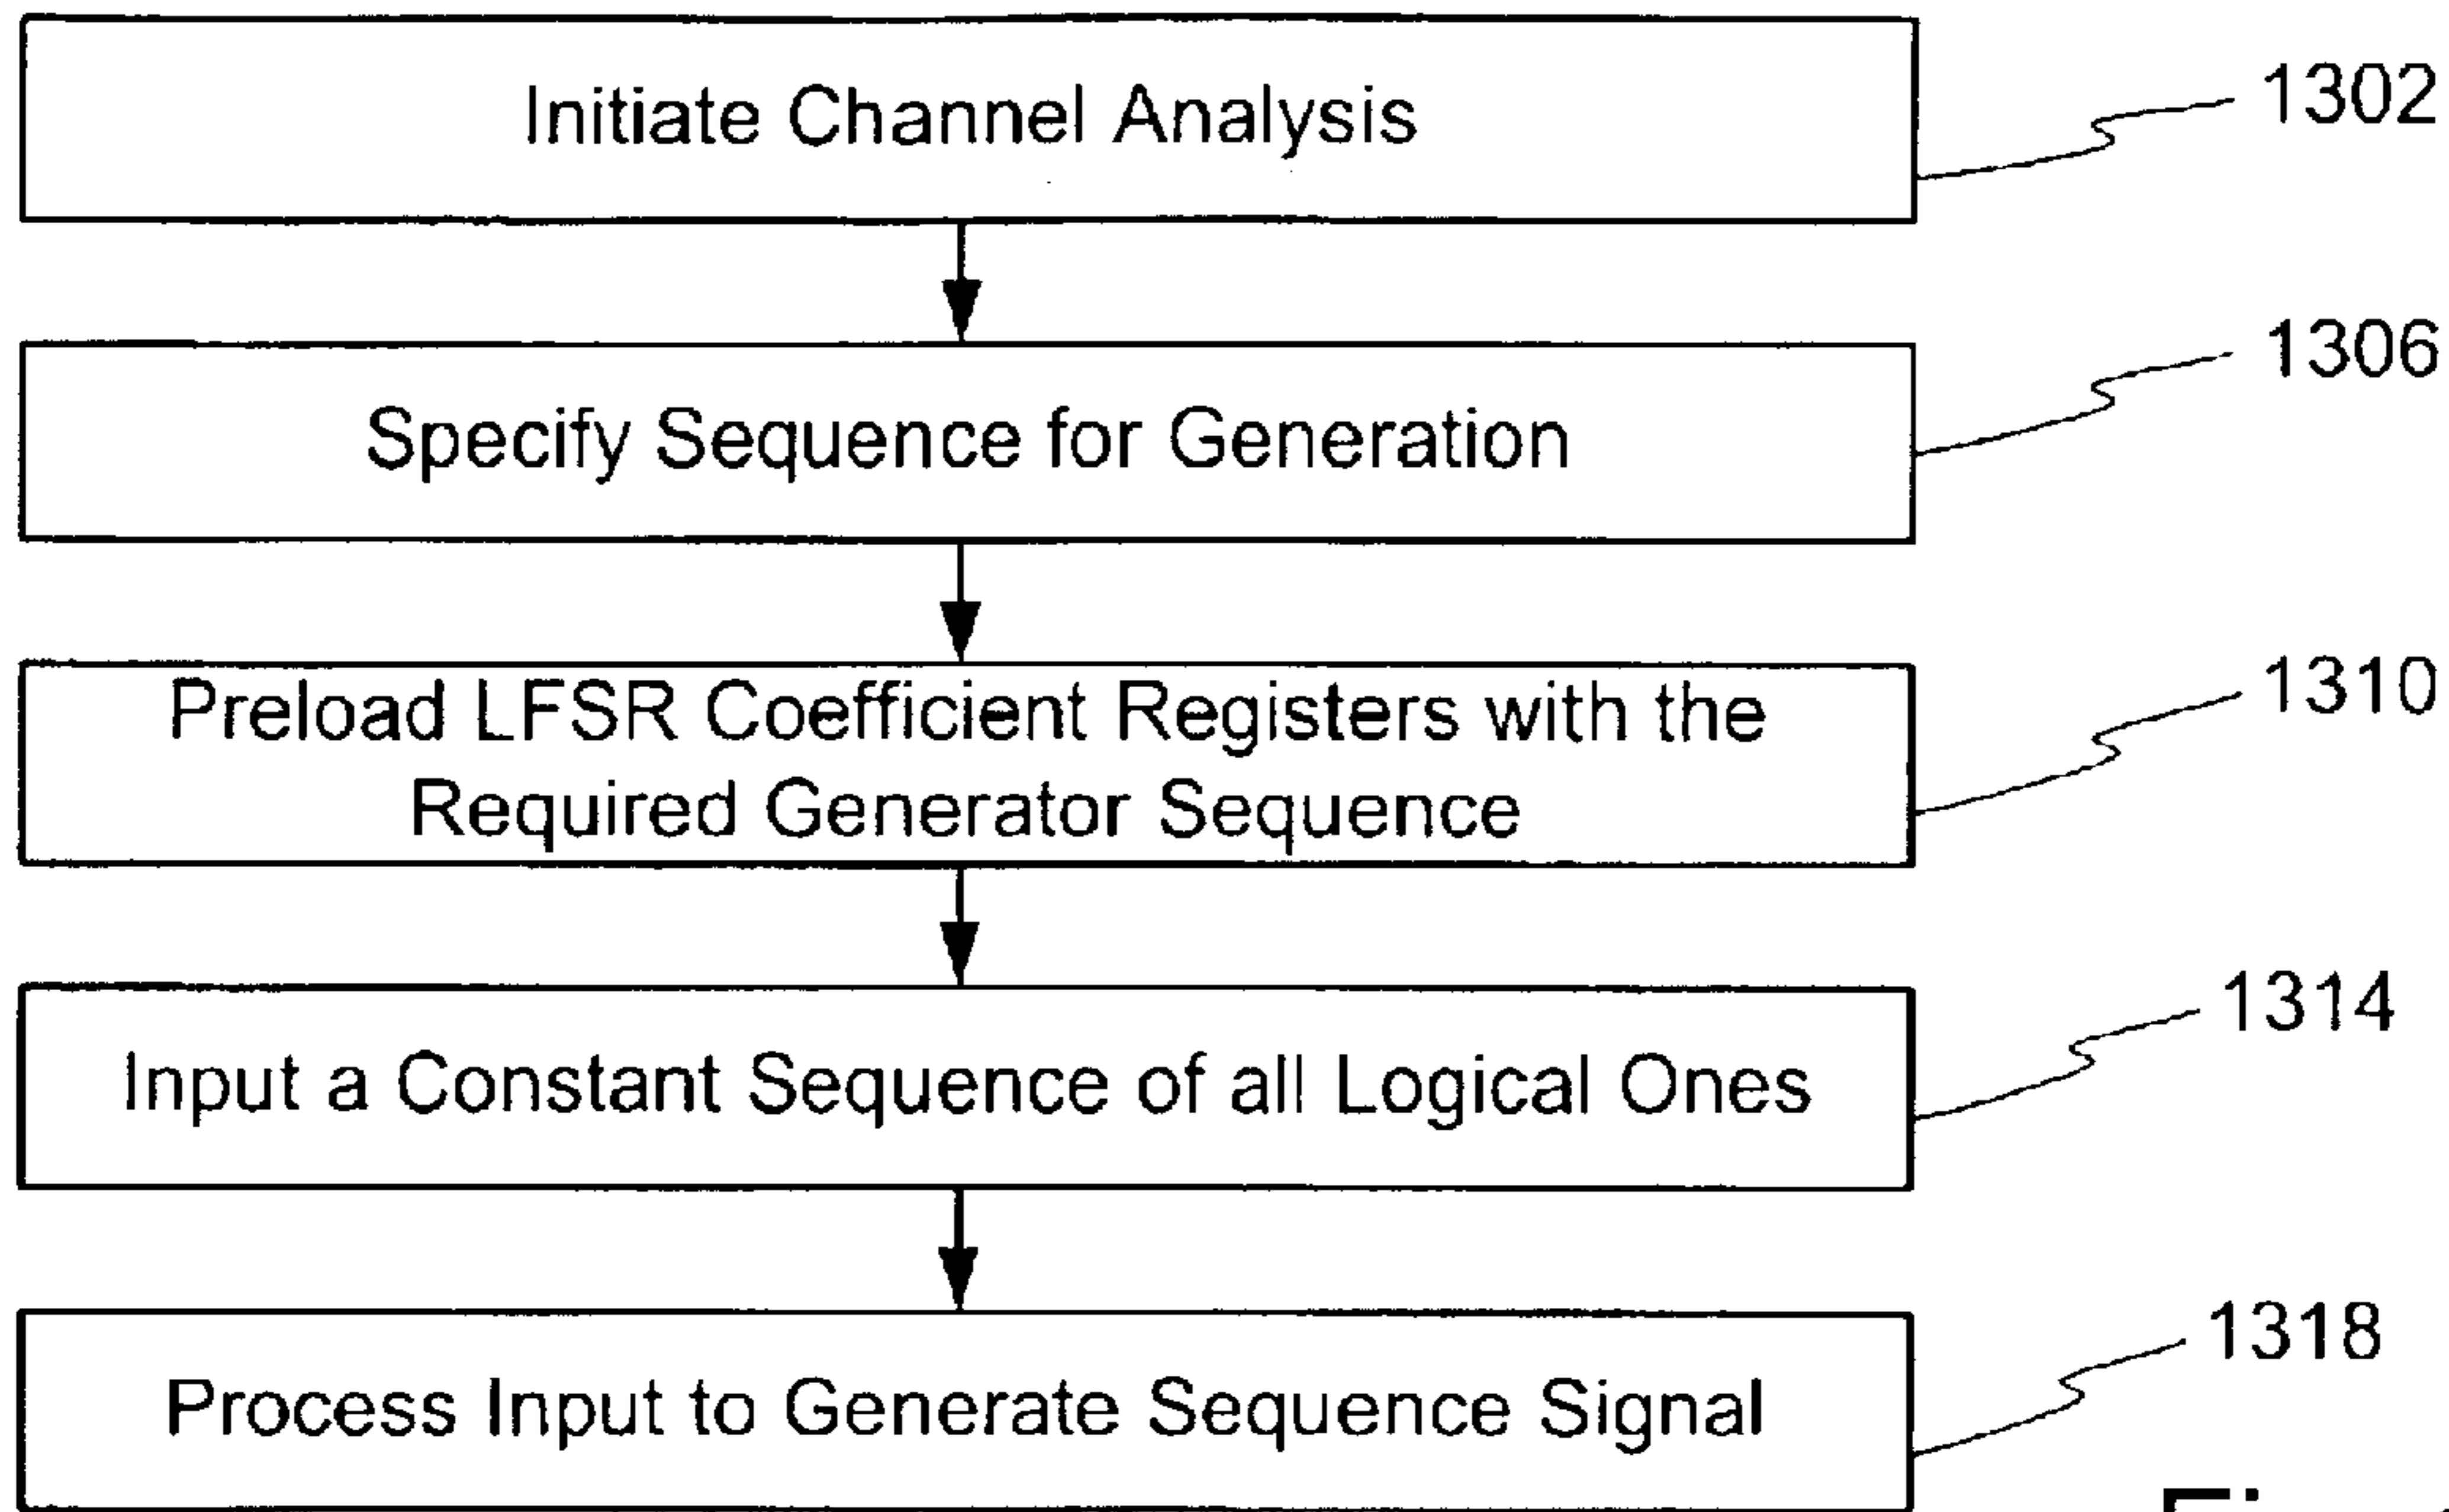 Initiate Channel Analysis
1302
Specify Sequence for Generation
1306
Preload LFSR Coefficient Registers with the
Required Generator Sequence
1310
Input a Constant Sequence of all Logical Ones
1314
Process Input to Generate Sequence Signal
1318